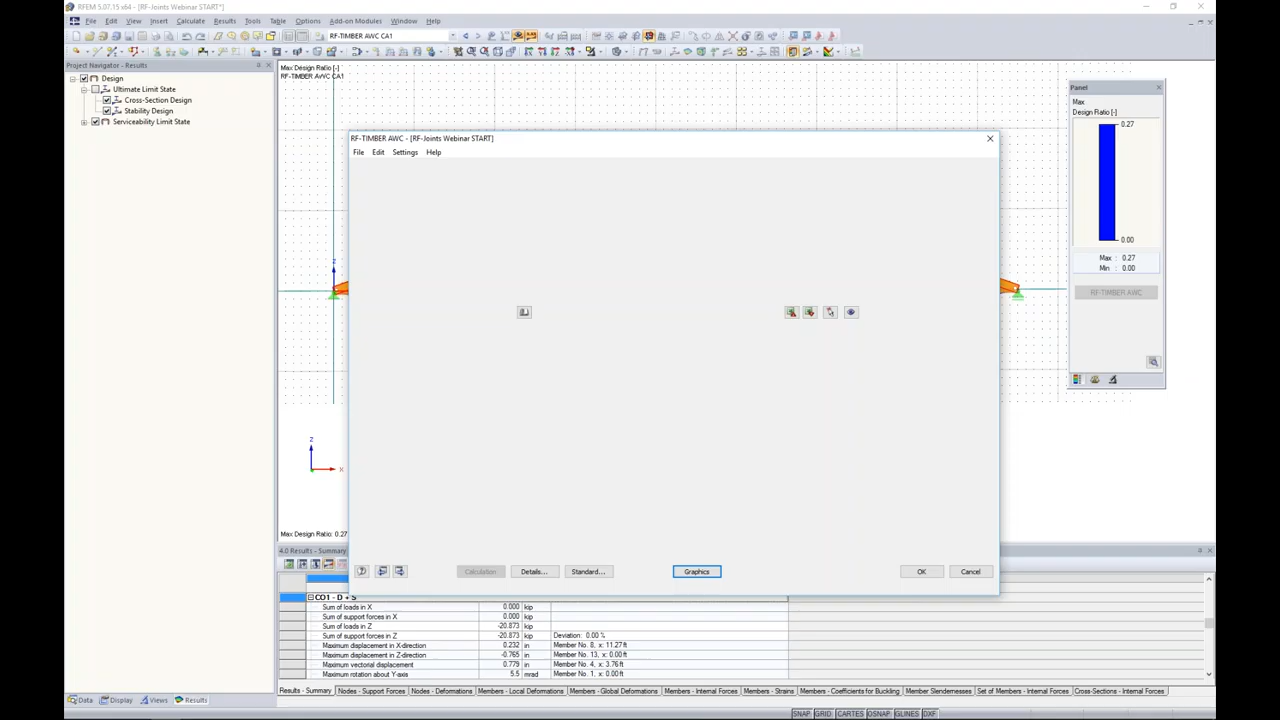 RFEM 5.07.15 x64 - [RF-Joints Webinar START*]
File Edit View Insert Calculate Results Tools Table Options Add-on Modules Window Help
RF-TIMBER AWC CA1
Project Navigator - Results
Design
Ultimate Limit State
Cross-Section Design
Stability Design
Serviceability Limit State
Max Design Ratio [-]
RF-TIMBER AWC CA1
Panel
Max
Design Ratio [-]
0.27
0.00
Max : 0.27
Min : 0.00
RF-TIMBER AWC
RF-TIMBER AWC - [RF-Joints Webinar START]
File Edit Settings Help
Calculation Details... Standard... Graphics OK Cancel
Z
X
Max Design Ratio: 0.27
4.0 Results - Summary
CO1 - D + S
Sum of loads in X 0.000 kip
Sum of support forces in X 0.000 kip
Sum of loads in Z -20.873 kip
Sum of support forces in Z -20.873 kip Deviation: 0.00 %
Maximum displacement in X-direction 0.232 in Member No. 8, x: 11.27 ft
Maximum displacement in Z-direction -0.765 in Member No. 13, x: 0.00 ft
Maximum vectorial displacement 0.779 in Member No. 4, x: 3.76 ft
Maximum rotation about Y-axis 5.5 mrad Member No. 1, x: 0.00 ft
Results - Summary Nodes - Support Forces Nodes - Deformations Members - Local Deformations Members - Global Deformations Members - Internal Forces Members - Strains Members - Coefficients for Buckling Member Slendernesses Set of Members - Internal Forces Cross-Sections - Internal Forces
Data Display Views Results
SNAP GRID CARTES OSNAP GLINES DXF